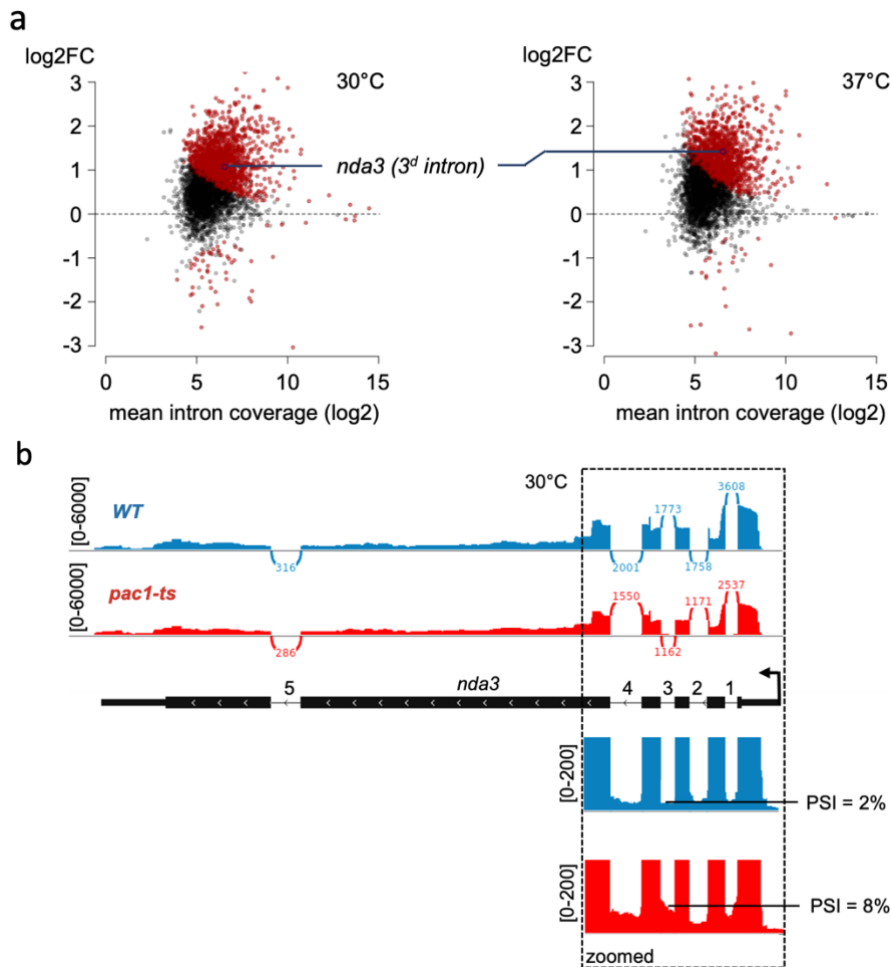 a
log2FC
30°C
3
2
1
0
-1
-2
-3
0 5 10 15
mean intron coverage (log2)
nda3 (3ᵈ intron)
log2FC
37°C
3
2
1
0
-1
-2
-3
0 5 10 15
mean intron coverage (log2)
b
30°C
[0-6000]
WT
316 2001 1773 1758 3608
[0-6000]
pac1-ts
286 1550 1162 1171 2537
5 nda3 4 3 2 1
[0-200]
PSI = 2%
[0-200]
PSI = 8%
zoomed